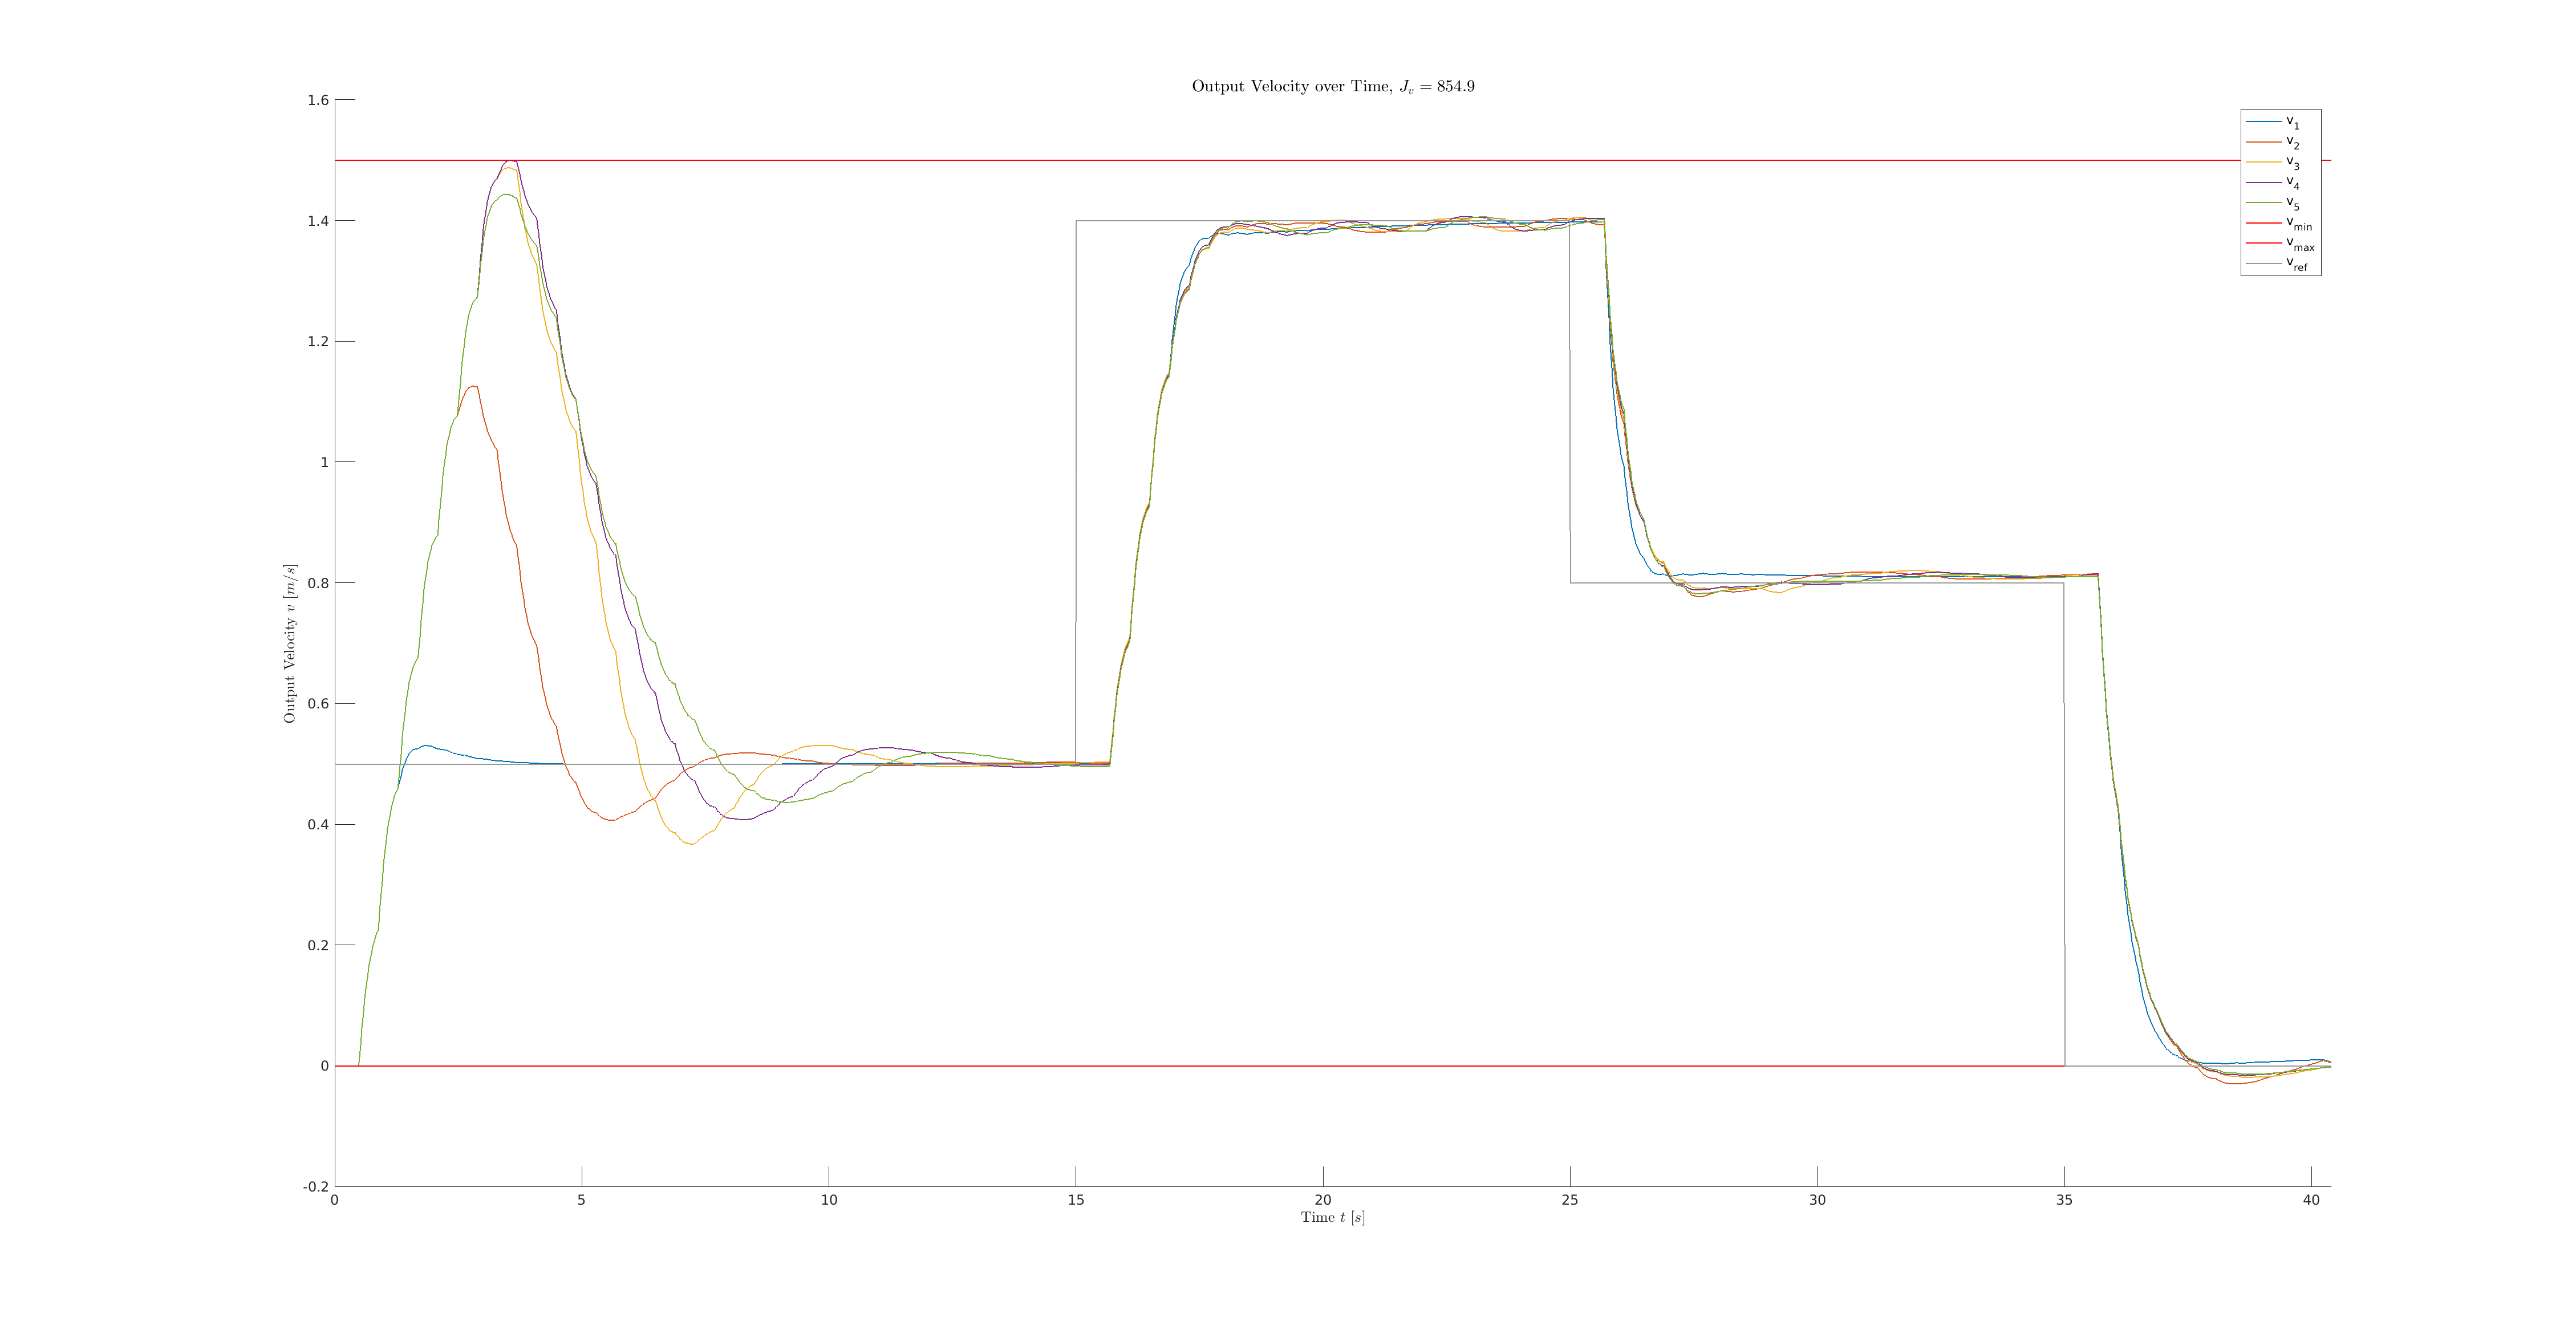 Output Velocity over Time, J_v = 854.9
1.6
1.4
1.2
1
0.8
0.6
0.4
0.2
0
-0.2
Output Velocity v [m/s]
v_1
v_2
v_3
v_4
v_5
v_min
v_max
v_ref
0 5 10 15 20 25 30 35 40
Time t [s]